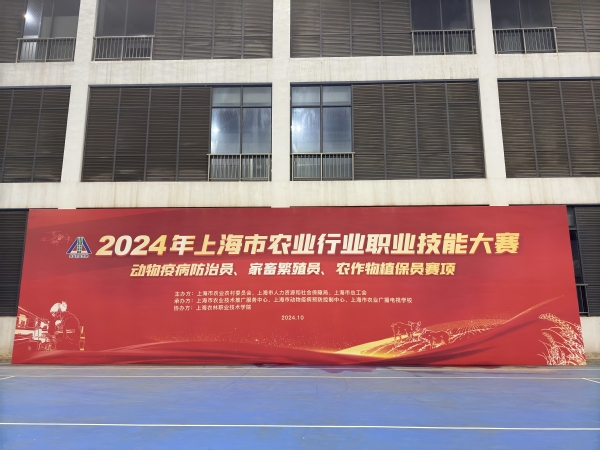 2024年上海市农业行业职业技能大赛
动物疫病防治员、家畜繁殖员、农作物植保员赛项
主办方：上海市农业农村委员会、上海市人力资源和社会保障局、上海市总工会
承办方：上海市农业技术推广服务中心、上海市动物疫病预防控制中心、上海市农业广播电视学校
协办方：上海农林职业技术学院
2024.10